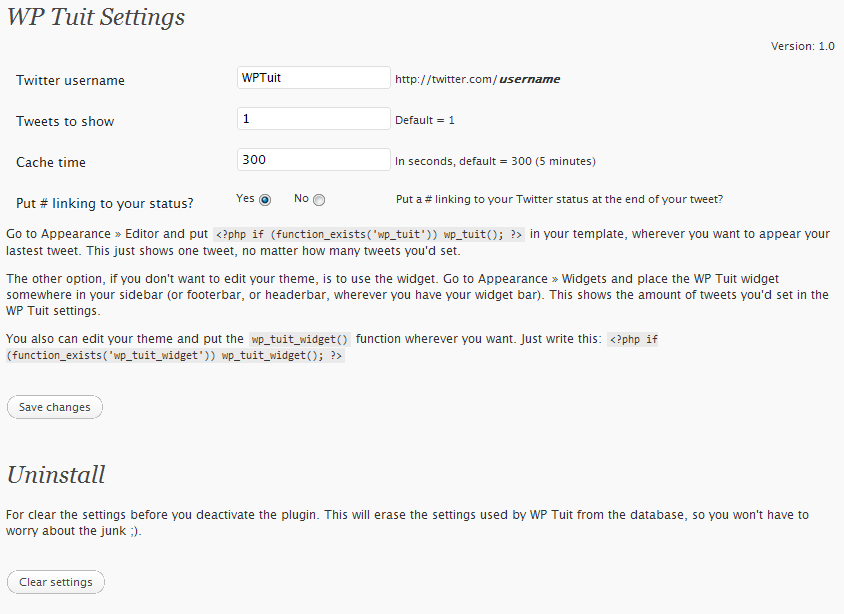 WP Tuit Settings
Version: 1.0
Twitter username WPTuit http://twitter.com/username
Tweets to show 1 Default = 1
Cache time 300 In seconds, default = 300 (5 minutes)
Put # linking to your status? Yes No Put a # linking to your Twitter status at the end of your tweet?
Go to Appearance » Editor and put <?php if (function_exists('wp_tuit')) wp_tuit(); ?> in your template, wherever you want to appear your
lastest tweet. This just shows one tweet, no matter how many tweets you'd set.
The other option, if you don't want to edit your theme, is to use the widget. Go to Appearance » Widgets and place the WP Tuit widget
somewhere in your sidebar (or footerbar, or headerbar, wherever you have your widget bar). This shows the amount of tweets you'd set in the
WP Tuit settings.
You also can edit your theme and put the wp_tuit_widget() function wherever you want. Just write this: <?php if
(function_exists('wp_tuit_widget')) wp_tuit_widget(); ?>
Save changes
Uninstall
For clear the settings before you deactivate the plugin. This will erase the settings used by WP Tuit from the database, so you won't have to
worry about the junk ;).
Clear settings